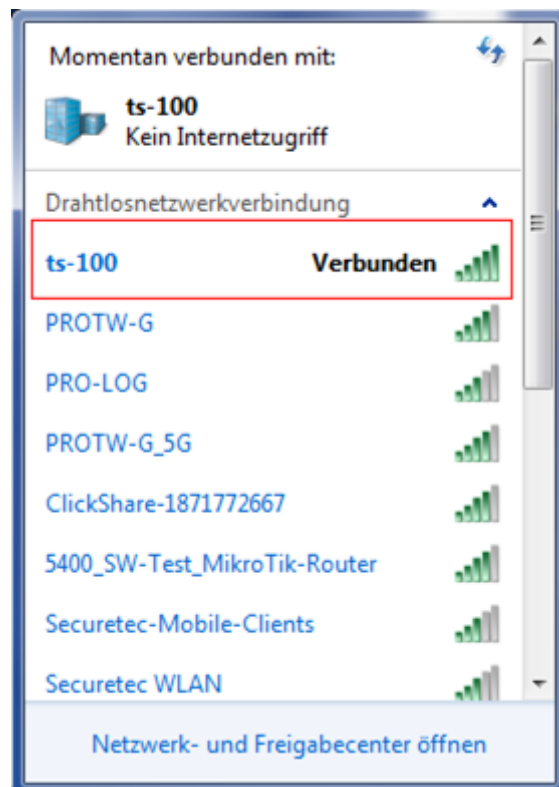 Momentan verbunden mit:
ts-100
Kein Internetzugriff
Drahtlosnetzwerkverbindung
ts-100 Verbunden
PROTW-G
PRO-LOG
PROTW-G_5G
ClickShare-1871772667
5400_SW-Test_MikroTik-Router
Securetec-Mobile-Clients
Securetec WLAN
Netzwerk- und Freigabecenter öffnen